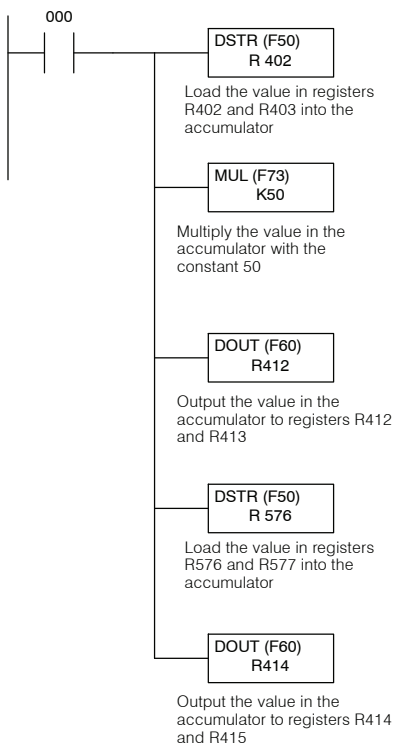 000
DSTR (F50)
R 402
Load the value in registers
R402 and R403 into the
accumulator
MUL (F73)
K50
Multiply the value in the
accumulator with the
constant 50
DOUT (F60)
R412
Output the value in the
accumulator to registers R412
and R413
DSTR (F50)
R 576
Load the value in registers
R576 and R577 into the
accumulator
DOUT (F60)
R414
Output the value in the
accumulator to registers R414
and R415